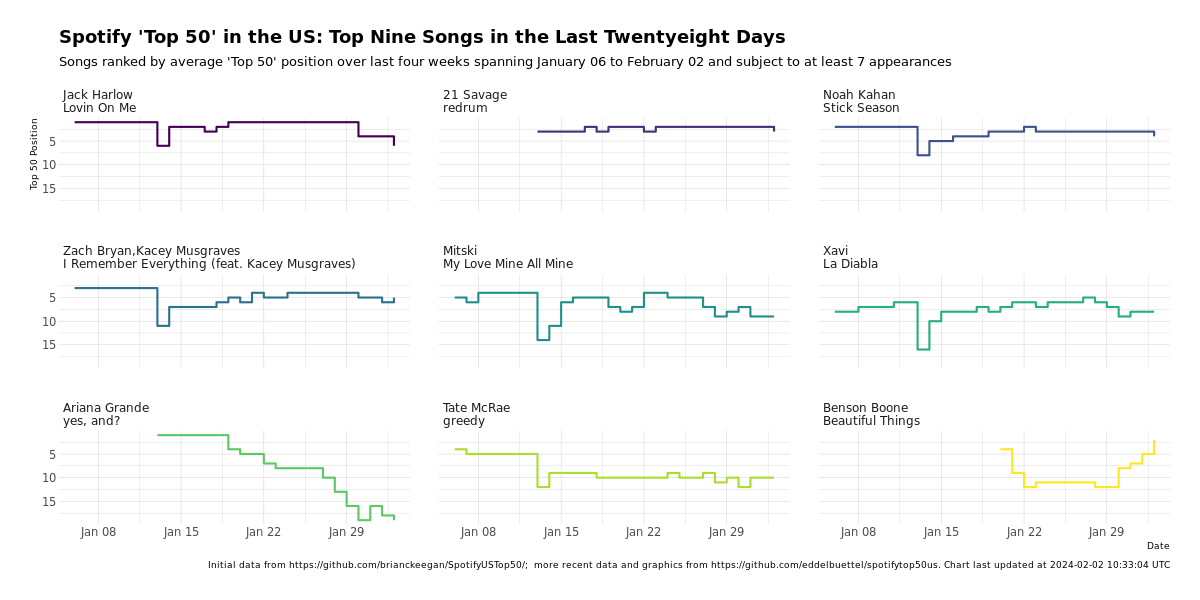 Spotify 'Top 50' in the US: Top Nine Songs in the Last Twentyeight Days
Songs ranked by average 'Top 50' position over last four weeks spanning January 06 to February 02 and subject to at least 7 appearances
Jack Harlow
Lovin On Me
21 Savage
redrum
Noah Kahan
Stick Season
Top 50 Position
5
10
15
Zach Bryan,Kacey Musgraves
I Remember Everything (feat. Kacey Musgraves)
Mitski
My Love Mine All Mine
Xavi
La Diabla
5
10
15
Ariana Grande
yes, and?
Tate McRae
greedy
Benson Boone
Beautiful Things
5
10
15
Jan 08 Jan 15 Jan 22 Jan 29
Jan 08 Jan 15 Jan 22 Jan 29
Jan 08 Jan 15 Jan 22 Jan 29
Date
Initial data from https://github.com/brianckeegan/SpotifyUSTop50/;  more recent data and graphics from https://github.com/eddelbuettel/spotifytop50us. Chart last updated at 2024-02-02 10:33:04 UTC